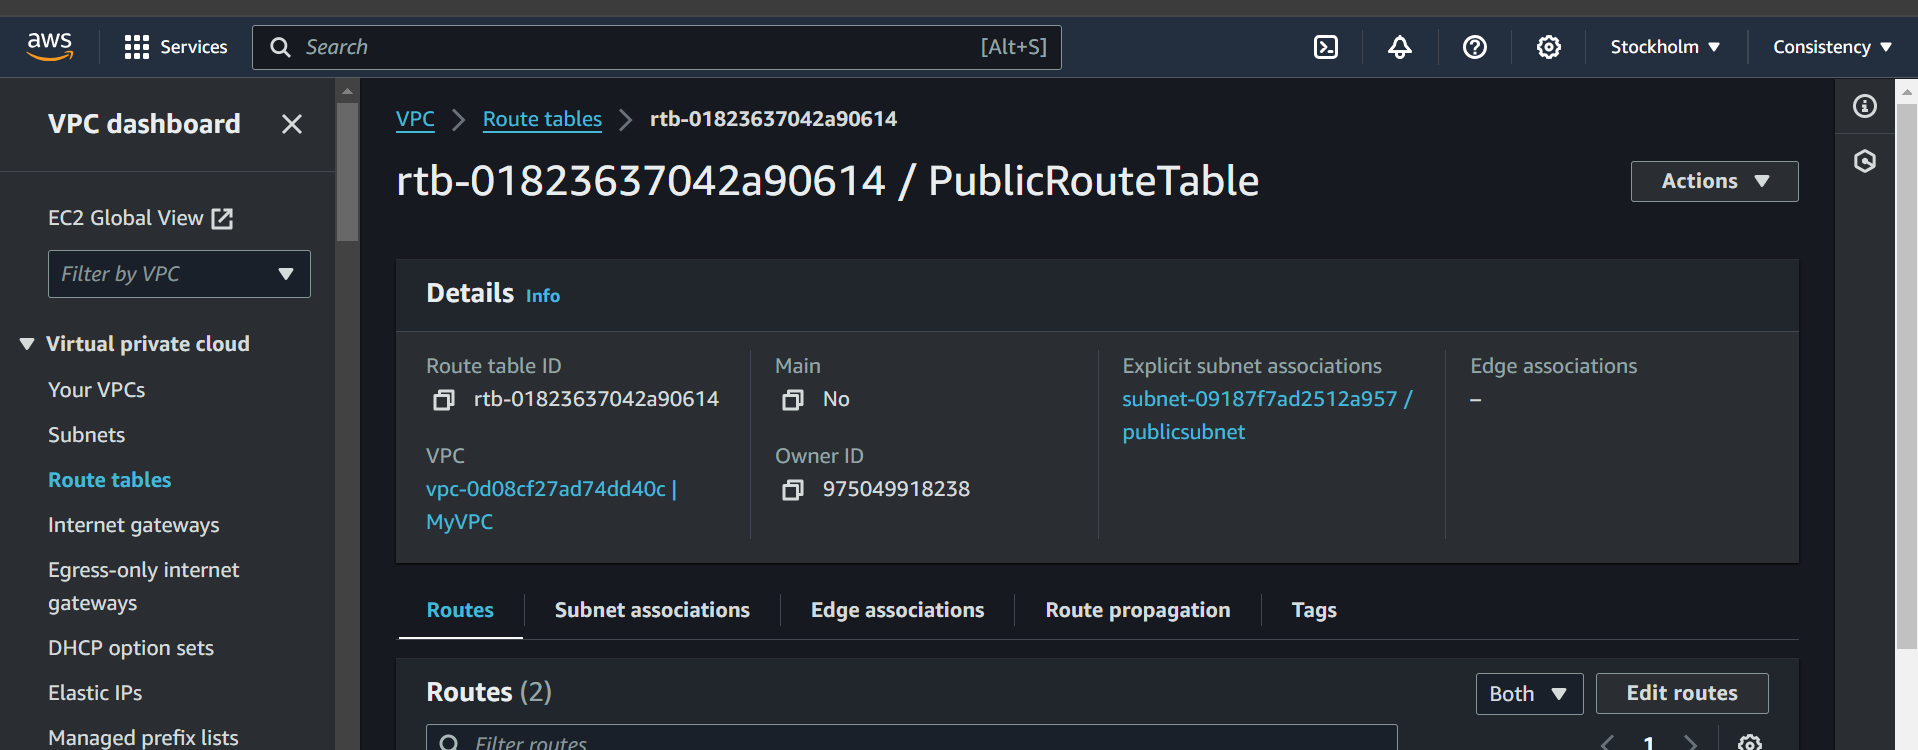 aws
Services
Search
[Alt+S]
Stockholm
Consistency
VPC dashboard
EC2 Global View
Filter by VPC
Virtual private cloud
Your VPCs
Subnets
Route tables
Internet gateways
Egress-only internet
gateways
DHCP option sets
Elastic IPs
Managed prefix lists
VPC
Route tables
rtb-01823637042a90614
rtb-01823637042a90614 / PublicRouteTable
Actions
Details Info
Route table ID
rtb-01823637042a90614
Main
No
Explicit subnet associations
subnet-09187f7ad2512a957 /
publicsubnet
Edge associations
–
VPC
vpc-0d08cf27ad74dd40c |
MyVPC
Owner ID
975049918238
Routes
Subnet associations
Edge associations
Route propagation
Tags
Routes (2)
Both
Edit routes
Filter routes
1